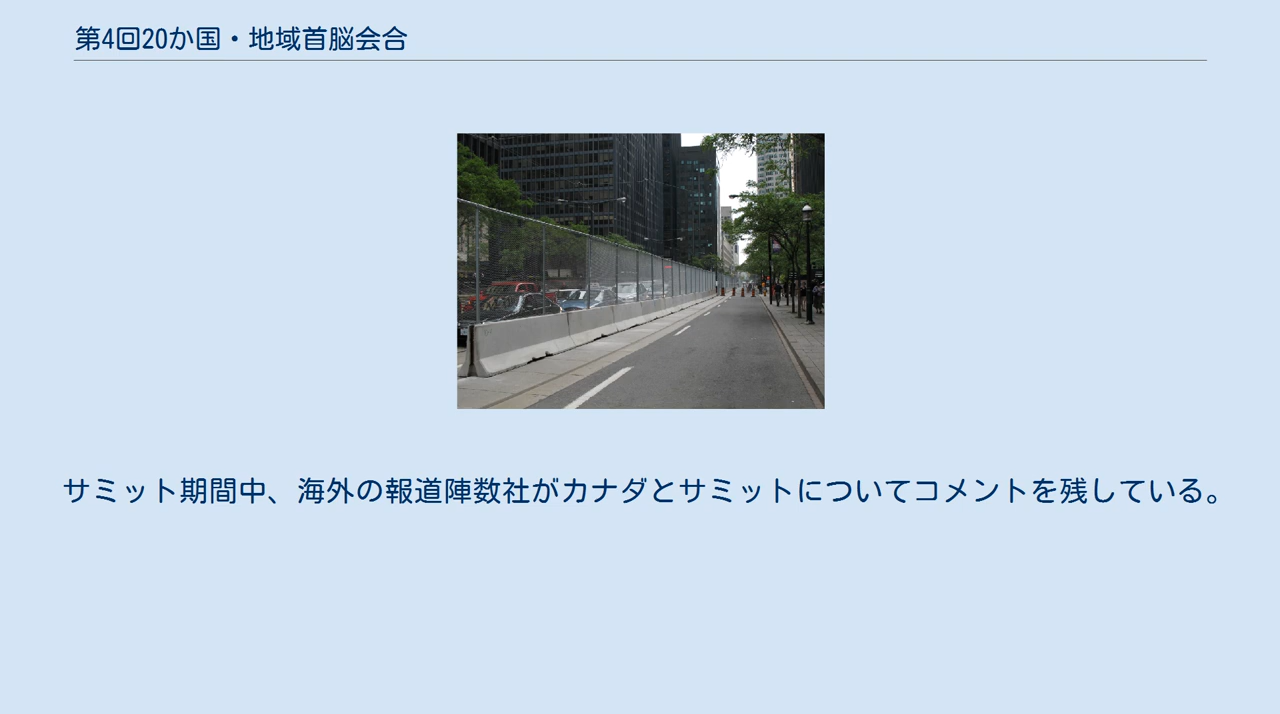 第4回20か国・地域首脳会合
サミット期間中、海外の報道陣数社がカナダとサミットについてコメントを残している。